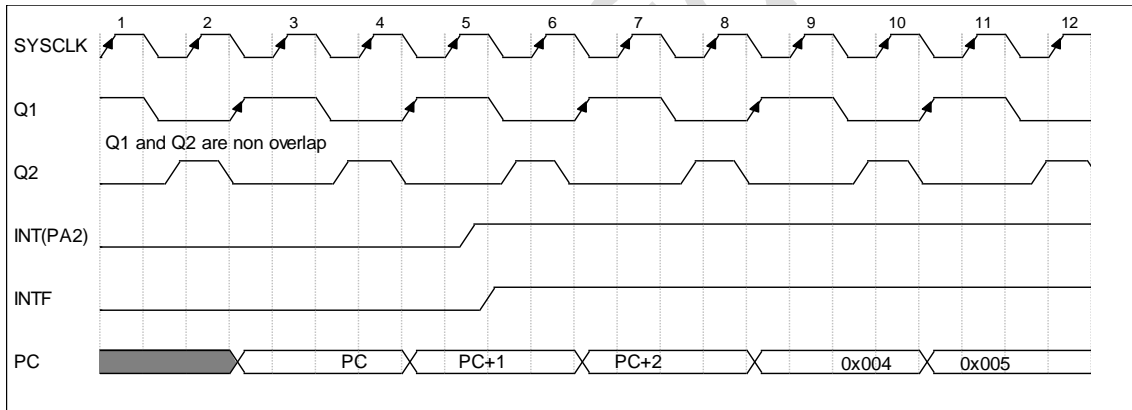 1 2 3 4 5 6 7 8 9 10 11 12
SYSCLK
Q1
Q1 and Q2 are non overlap
Q2
INT(PA2)
INTF
PC PC PC+1 PC+2 0x004 0x005